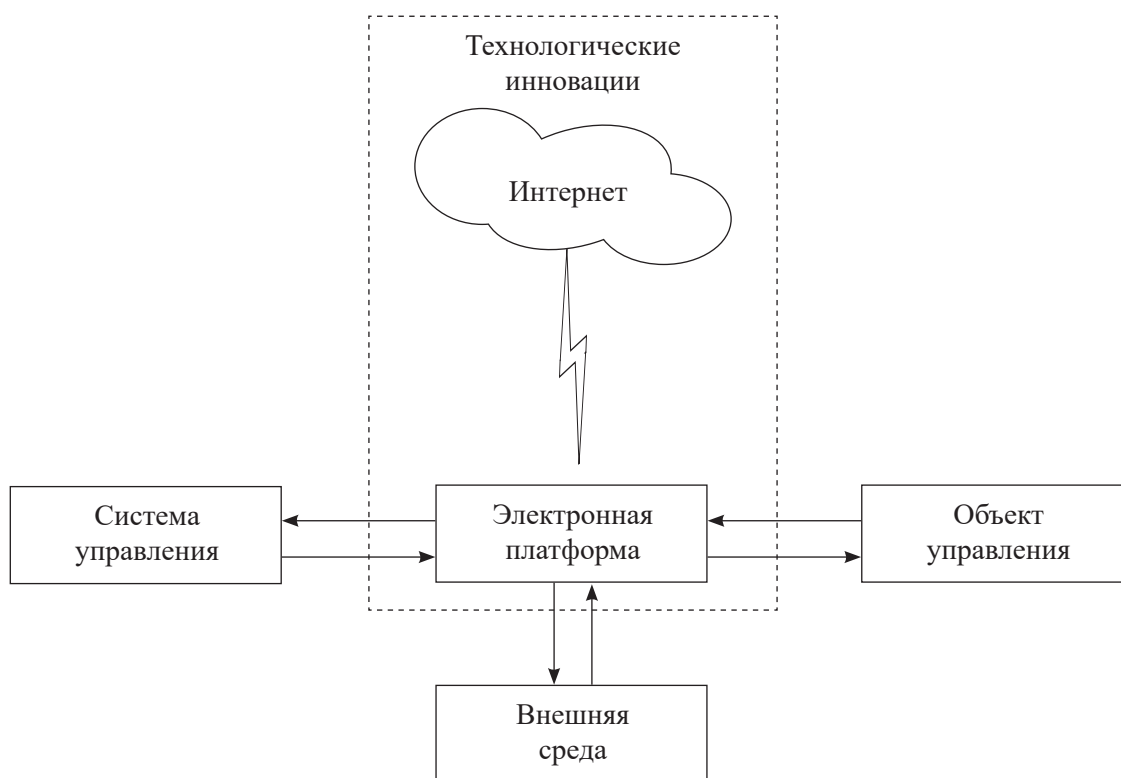 Технологические
инновации
Интернет
Система
управления
Электронная
платформа
Объект
управления
Внешняя
среда